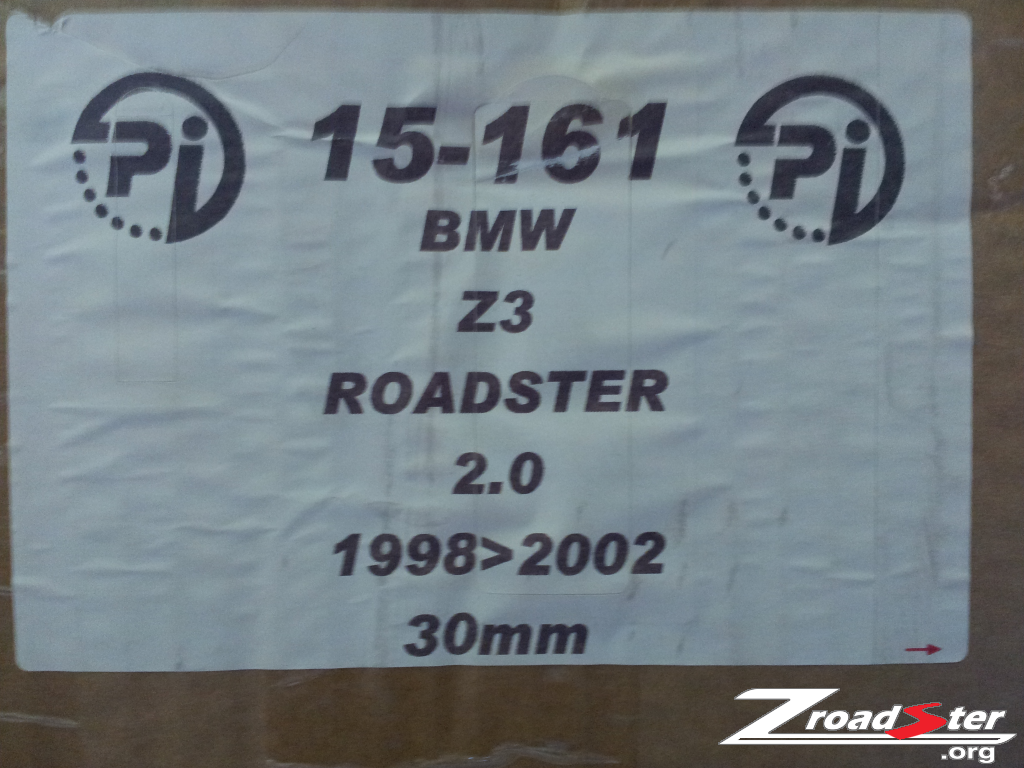 Pi 15-161 Pi
BMW
Z3
ROADSTER
2.0
1998>2002
30mm
ZroadSter
.org